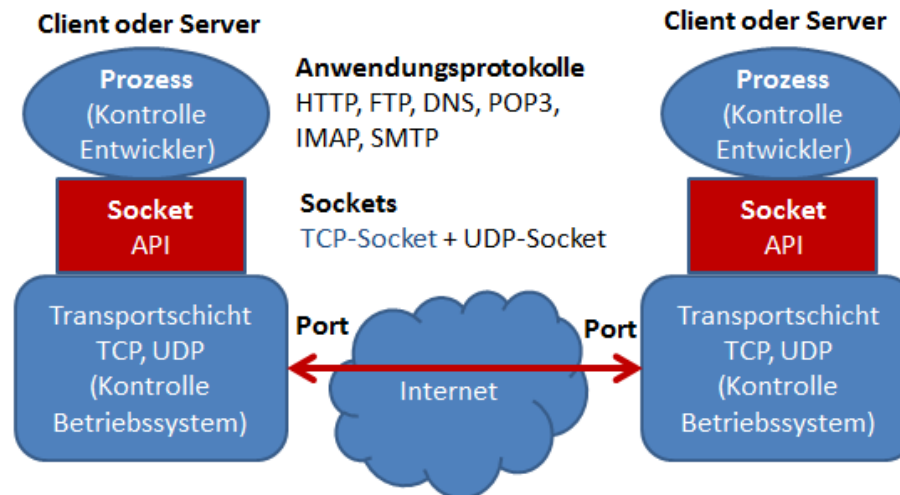 Client oder Server
Prozess
(Kontrolle
Entwickler)
Socket
API
Transportschicht
TCP, UDP
(Kontrolle
Betriebssystem)
Anwendungsprotokolle
HTTP, FTP, DNS, POP3,
IMAP, SMTP
Sockets
TCP-Socket + UDP-Socket
Port
Internet
Port
Client oder Server
Prozess
(Kontrolle
Entwickler)
Socket
API
Transportschicht
TCP, UDP
(Kontrolle
Betriebssystem)